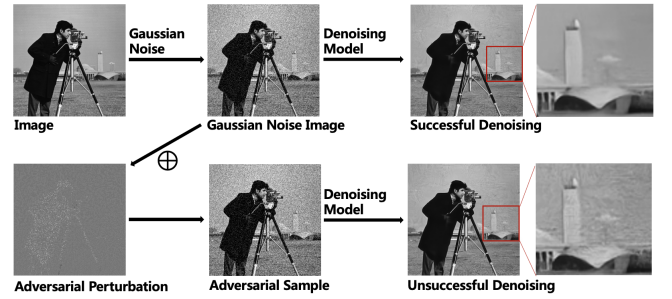 Gaussian
Noise
Denoising
Model
Image
Gaussian Noise Image
Successful Denoising
Denoising
Model
Adversarial Perturbation
Adversarial Sample
Unsuccessful Denoising